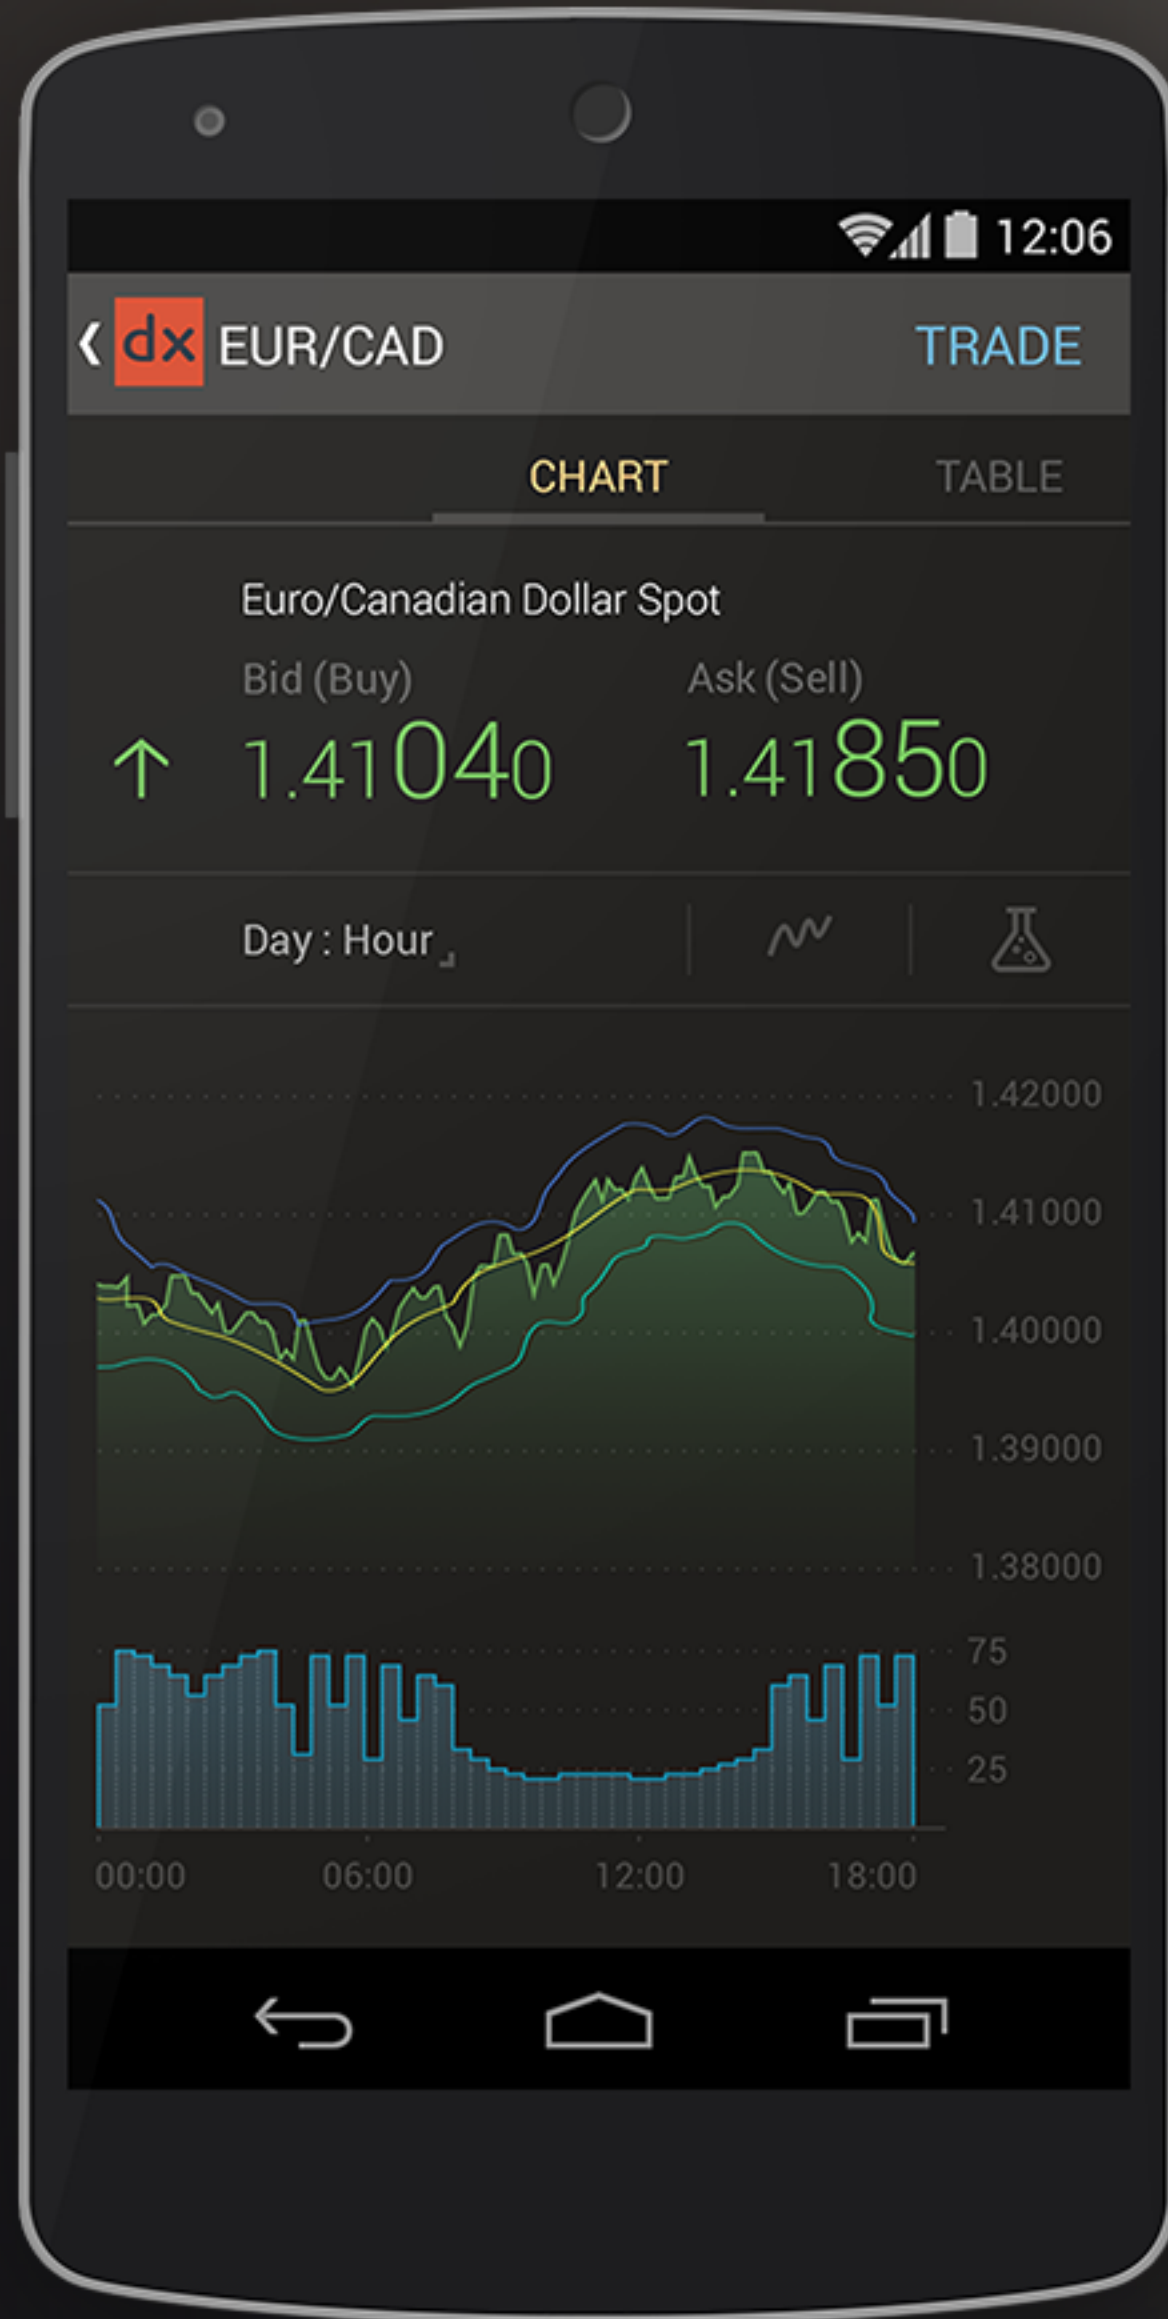 12:06
dx EUR/CAD TRADE
CHART TABLE
Euro/Canadian Dollar Spot
Bid (Buy) Ask (Sell)
1.41040 1.41850
Day : Hour
1.42000
1.41000
1.40000
1.39000
1.38000
75
50
25
00:00 06:00 12:00 18:00